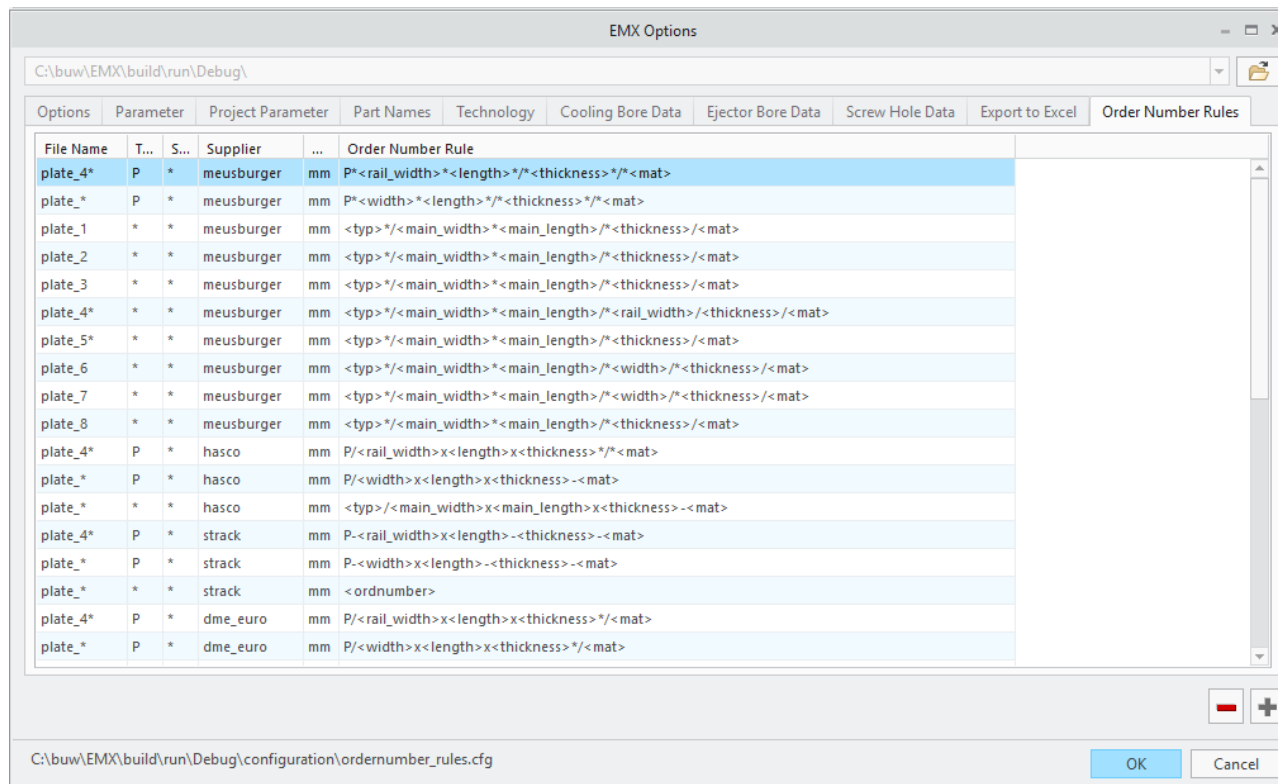 EMX Options
C:\buw\EMX\build\run\Debug\
Options Parameter Project Parameter Part Names Technology Cooling Bore Data Ejector Bore Data Screw Hole Data Export to Excel Order Number Rules
File Name T... S... Supplier ... Order Number Rule
plate_4* P * meusburger mm P*<rail_width>*<length>*/*<thickness>*/*<mat>
plate_* P * meusburger mm P*<width>*<length>*/*<thickness>*/*<mat>
plate_1 * * meusburger mm <typ>*/<main_width>*<main_length>/*<thickness>/<mat>
plate_2 * * meusburger mm <typ>*/<main_width>*<main_length>/*<thickness>/<mat>
plate_3 * * meusburger mm <typ>*/<main_width>*<main_length>/*<thickness>/<mat>
plate_4* * * meusburger mm <typ>*/<main_width>*<main_length>/*<rail_width>/<thickness>/<mat>
plate_5* * * meusburger mm <typ>*/<main_width>*<main_length>/*<thickness>/<mat>
plate_6 * * meusburger mm <typ>*/<main_width>*<main_length>/*<width>/*<thickness>/<mat>
plate_7 * * meusburger mm <typ>*/<main_width>*<main_length>/*<width>/*<thickness>/<mat>
plate_8 * * meusburger mm <typ>*/<main_width>*<main_length>/*<thickness>/<mat>
plate_4* P * hasco mm P/<rail_width>x<length>x<thickness>*/*<mat>
plate_* P * hasco mm P/<width>x<length>x<thickness>-<mat>
plate_* * * hasco mm <typ>/<main_width>x<main_length>x<thickness>-<mat>
plate_4* P * strack mm P-<rail_width>x<length>-<thickness>-<mat>
plate_* P * strack mm P-<width>x<length>-<thickness>-<mat>
plate_* * * strack mm <ordnumber>
plate_4* P * dme_euro mm P/<rail_width>x<length>x<thickness>*/<mat>
plate_* P * dme_euro mm P/<width>x<length>x<thickness>*/<mat>
C:\buw\EMX\build\run\Debug\configuration\ordernumber_rules.cfg
OK Cancel